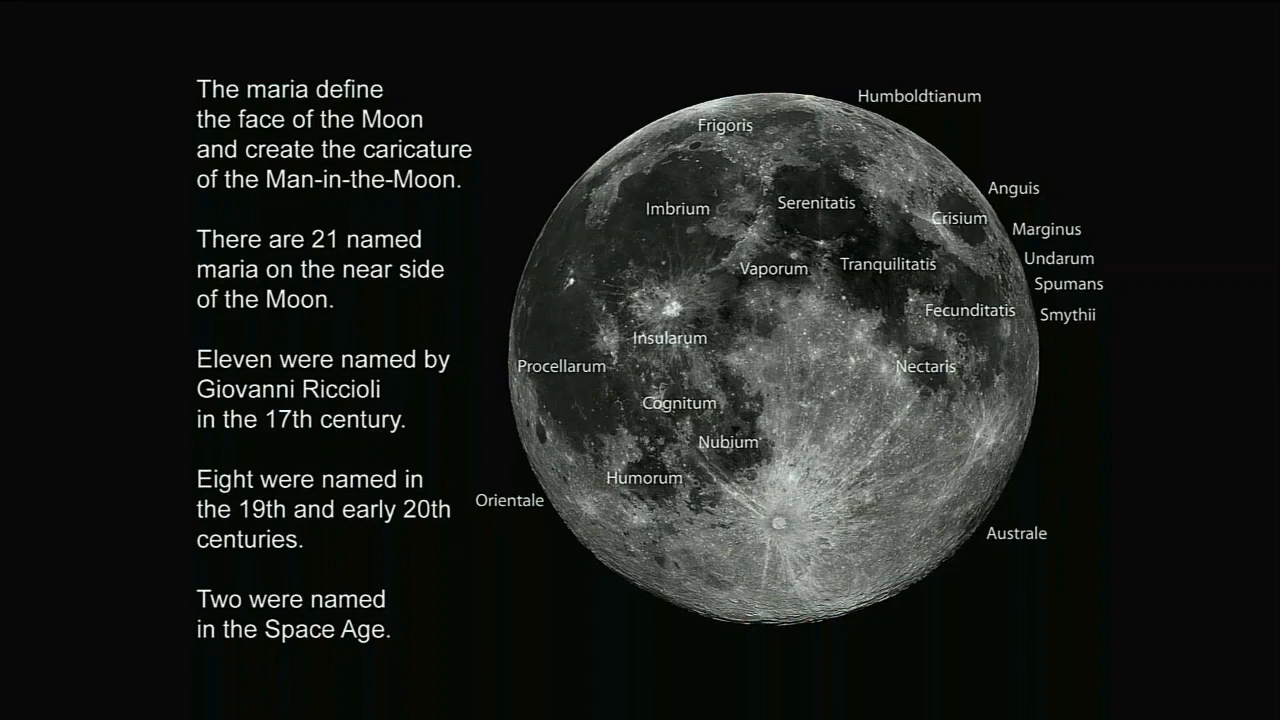 The maria define
the face of the Moon
and create the caricature
of the Man-in-the-Moon.
There are 21 named
maria on the near side
of the Moon.
Eleven were named by
Giovanni Riccioli
in the 17th century.
Eight were named in
the 19th and early 20th
centuries.
Two were named
in the Space Age.
Humboldtianum
Frigoris
Anguis
Imbrium
Serenitatis
Crisium
Marginus
Undarum
Vaporum
Tranquilitatis
Spumans
Fecunditatis
Smythii
Insularum
Procellarum
Nectaris
Cognitum
Nubium
Humorum
Orientale
Australe